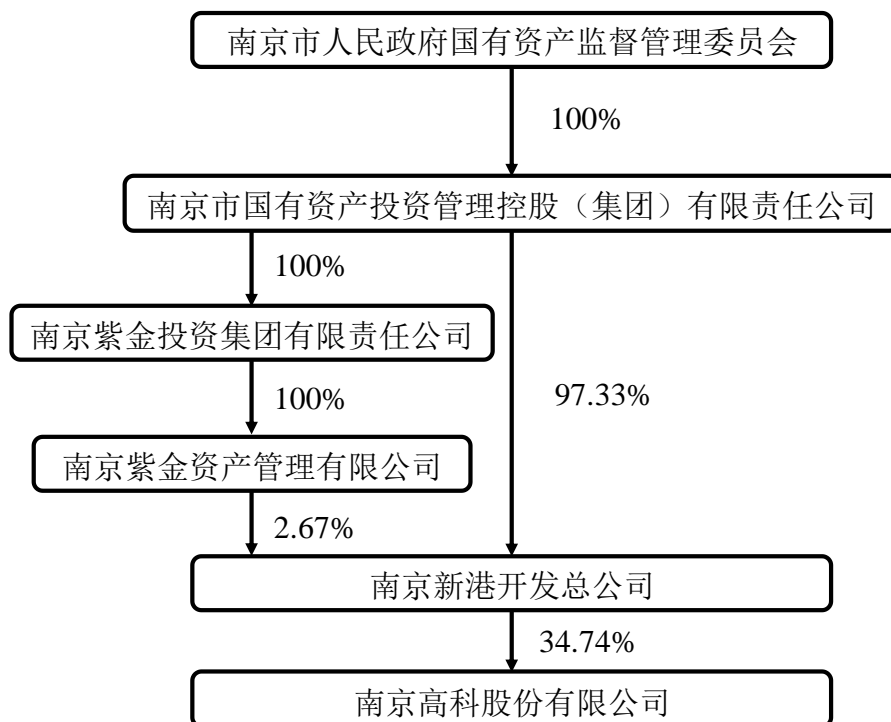 南京市人民政府国有资产监督管理委员会
100%
南京市国有资产投资管理控股（集团）有限责任公司
100%
南京紫金投资集团有限责任公司
100%
97.33%
南京紫金资产管理有限公司
2.67%
南京新港开发总公司
34.74%
南京高科股份有限公司